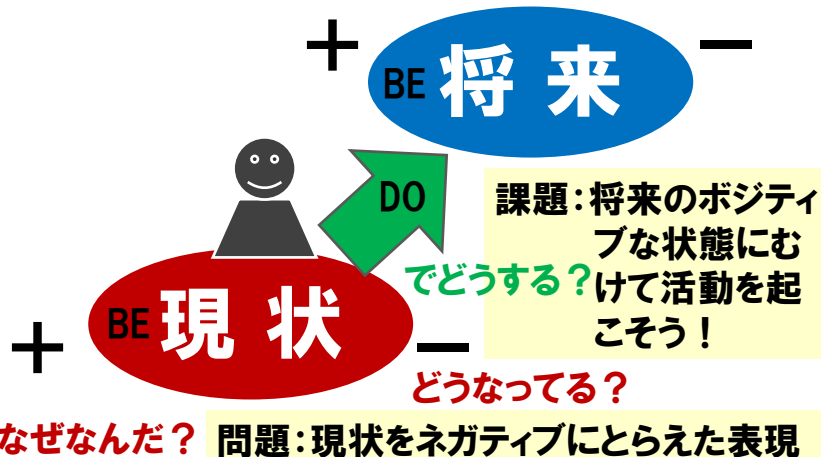 +
−
BE 将 来
DO
課題：将来のボジティ
ブな状態にむ
けて活動を起
こそう！
でどうする？
BE 現 状
+
−
どうなってる？
なぜなんだ？
問題：現状をネガティブにとらえた表現